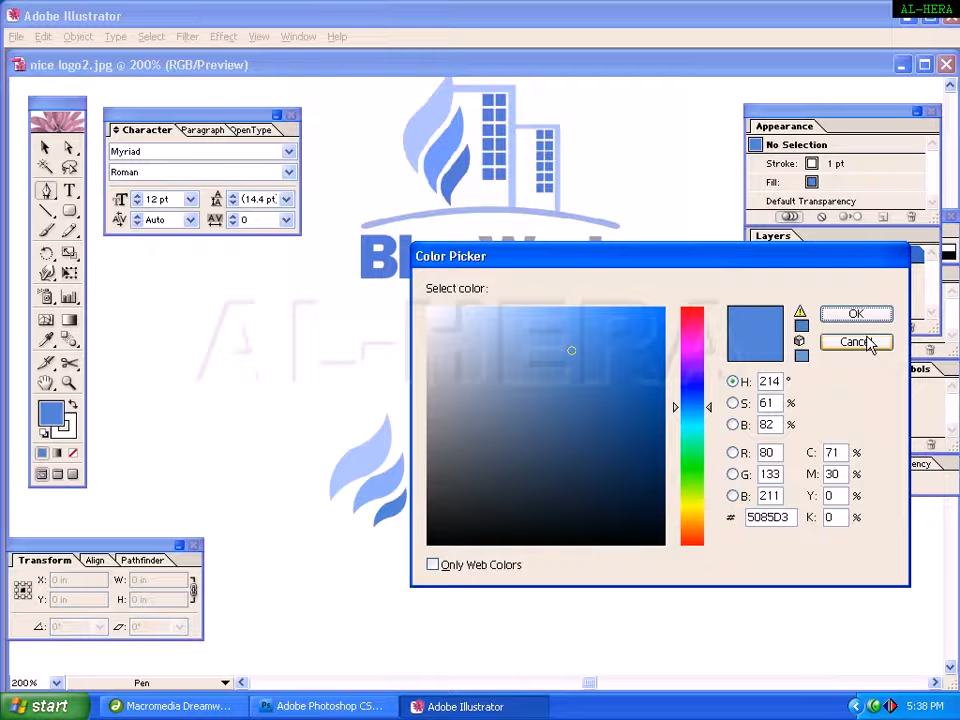 Adobe Illustrator
AL-HERA
File Edit Object Type Select Filter Effect View Window Help
nice logo2.jpg @ 200% (RGB/Preview)
Character Paragraph OpenType
Myriad
Roman
12 pt (14.4 pt)
Auto 0
Appearance
No Selection
Stroke: 1 pt
Fill:
Default Transparency
Layers
Color Picker
Select color:
OK
Cancel
H: 214 °
S: 61 %
B: 82 %
R: 80 C: 71 %
G: 133 M: 30 %
B: 211 Y: 0 %
# 5085D3 K: 0 %
Only Web Colors
AL-HERA
Transform Align Pathfinder
X: 0 in W: 0 in
Y: 0 in H: 0 in
0° 0°
200% Pen
start Macromedia Dreamw... Adobe Photoshop CS... Adobe Illustrator 5:38 PM